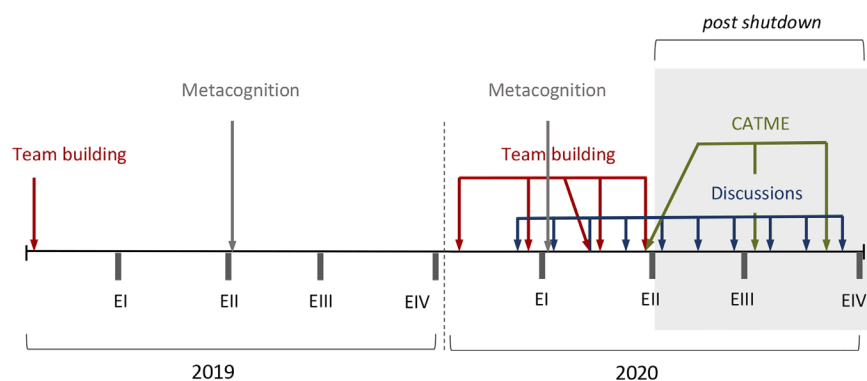 post shutdown
Metacognition
Metacognition
CATME
Team building
Team building
Discussions
EI
EII
EIII
EIV
EI
EII
EIII
EIV
2019
2020